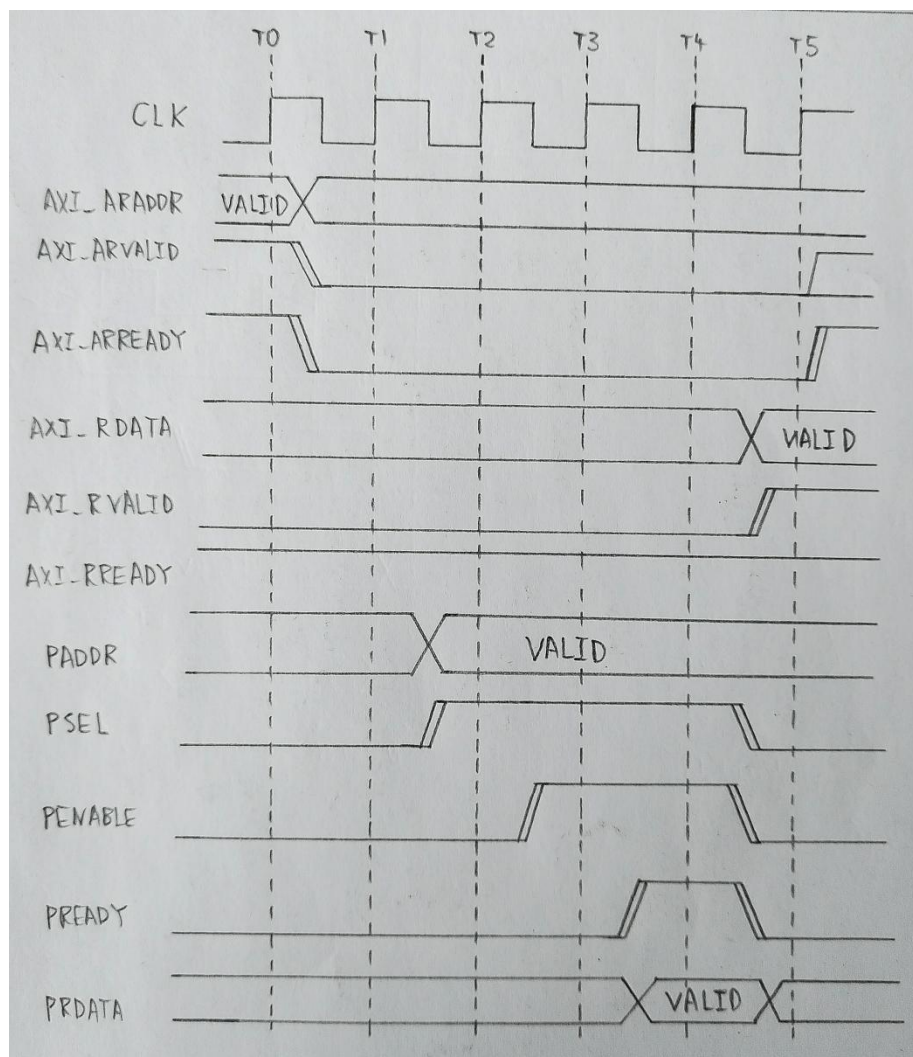 T0 T1 T2 T3 T4 T5
CLK
AXI_ARADDR VALID
AXI_ARVALID
AXI_ARREADY
AXI_RDATA VALID
AXI_RVALID
AXI_RREADY
PADDR VALID
PSEL
PENABLE
PREADY
PRDATA VALID